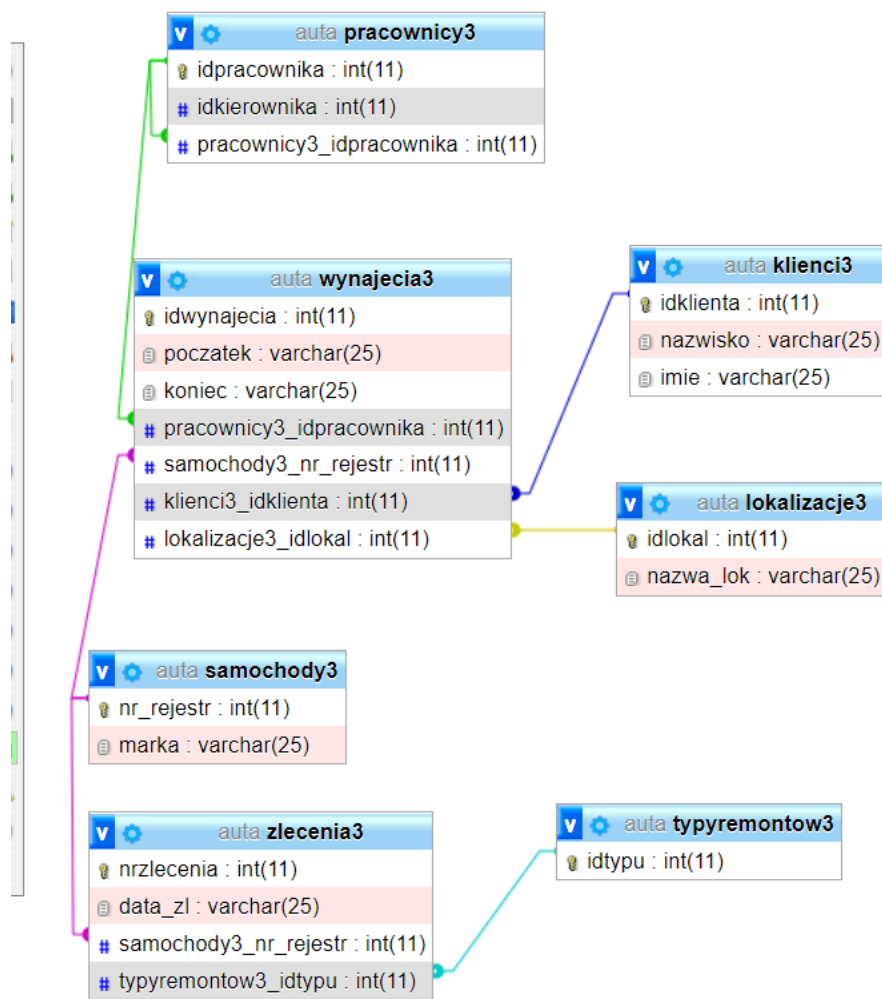 v auta pracownicy3
idpracownika : int(11)
# idkierownika : int(11)
# pracownicy3_idpracownika : int(11)
v auta wynajecia3
idwynajecia : int(11)
poczatek : varchar(25)
koniec : varchar(25)
# pracownicy3_idpracownika : int(11)
# samochody3_nr_rejestr : int(11)
# klienci3_idklienta : int(11)
# lokalizacje3_idlokal : int(11)
v auta klienci3
idklienta : int(11)
nazwisko : varchar(25)
imie : varchar(25)
v auta lokalizacje3
idlokal : int(11)
nazwa_lok : varchar(25)
v auta samochody3
nr_rejestr : int(11)
marka : varchar(25)
v auta zlecenia3
nrzlecenia : int(11)
data_zl : varchar(25)
# samochody3_nr_rejestr : int(11)
# typyremontow3_idtypu : int(11)
v auta typyremontow3
idtypu : int(11)